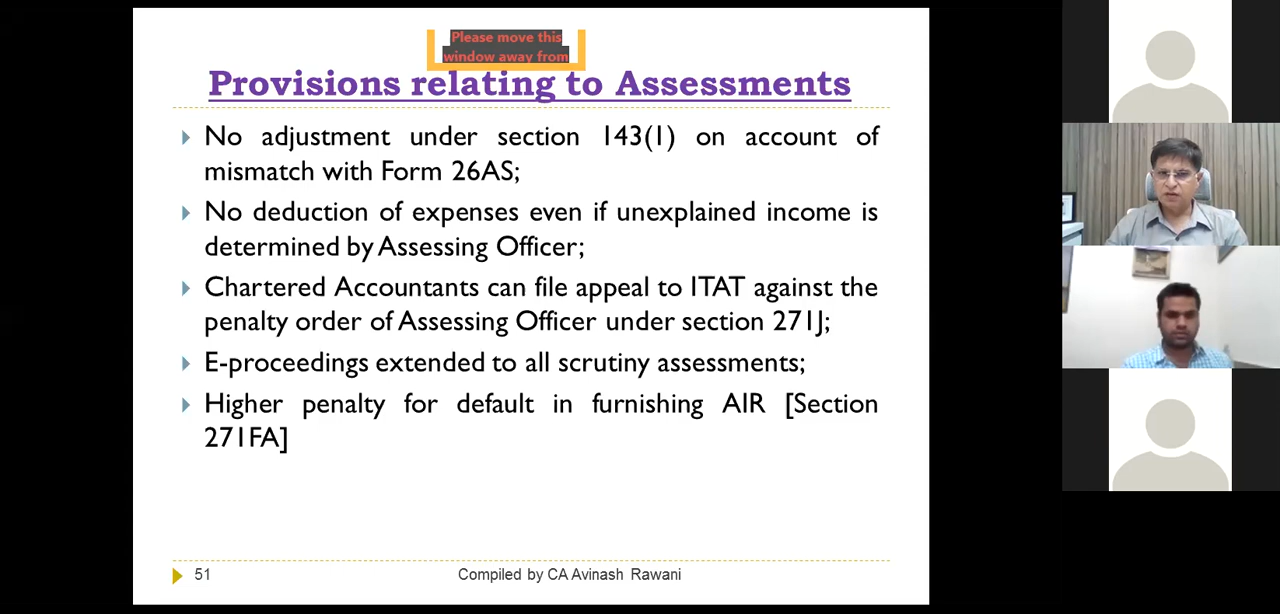 Please move this
window away from
Provisions relating to Assessments
No adjustment under section 143(1) on account of
mismatch with Form 26AS;
No deduction of expenses even if unexplained income is
determined by Assessing Officer;
Chartered Accountants can file appeal to ITAT against the
penalty order of Assessing Officer under section 271J;
E-proceedings extended to all scrutiny assessments;
Higher penalty for default in furnishing AIR [Section
271FA]
51
Compiled by CA Avinash Rawani